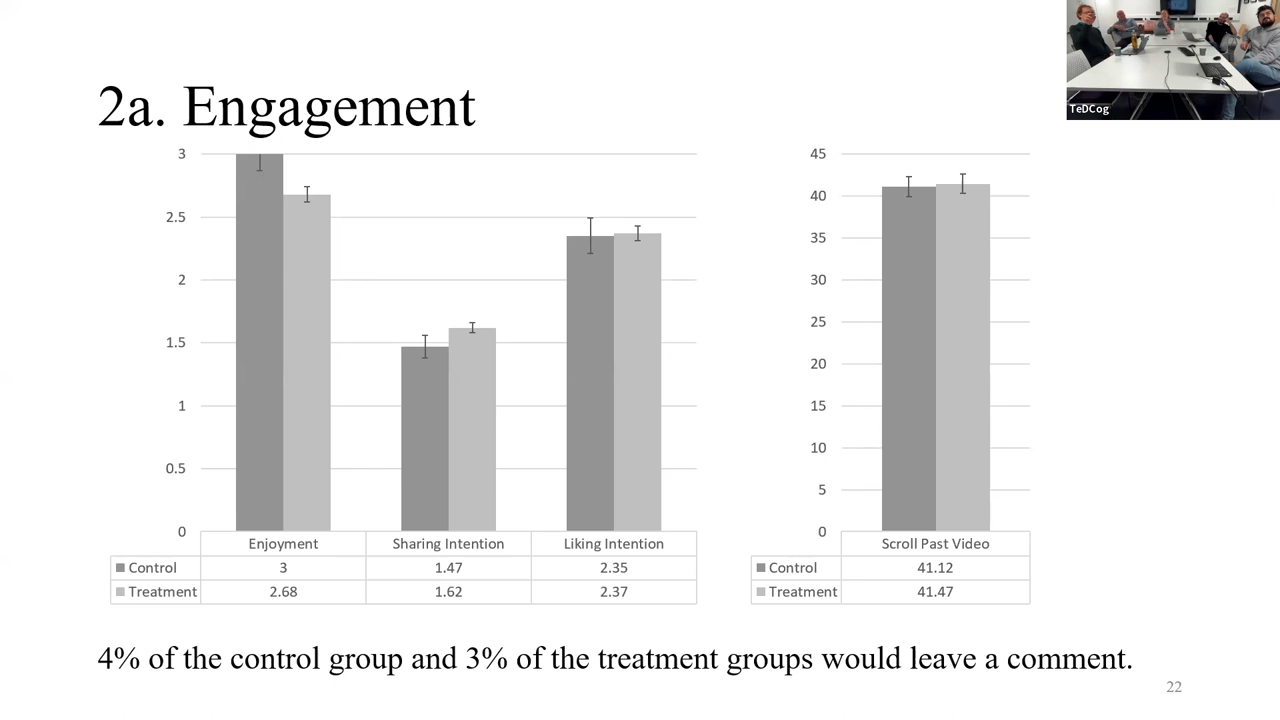 TeDCog
2a. Engagement
3
2.5
2
1.5
1
0.5
0
Enjoyment Sharing Intention Liking Intention
Control 3 1.47 2.35
Treatment 2.68 1.62 2.37
45
40
35
30
25
20
15
10
5
0
Scroll Past Video
Control 41.12
Treatment 41.47
4% of the control group and 3% of the treatment groups would leave a comment.
22